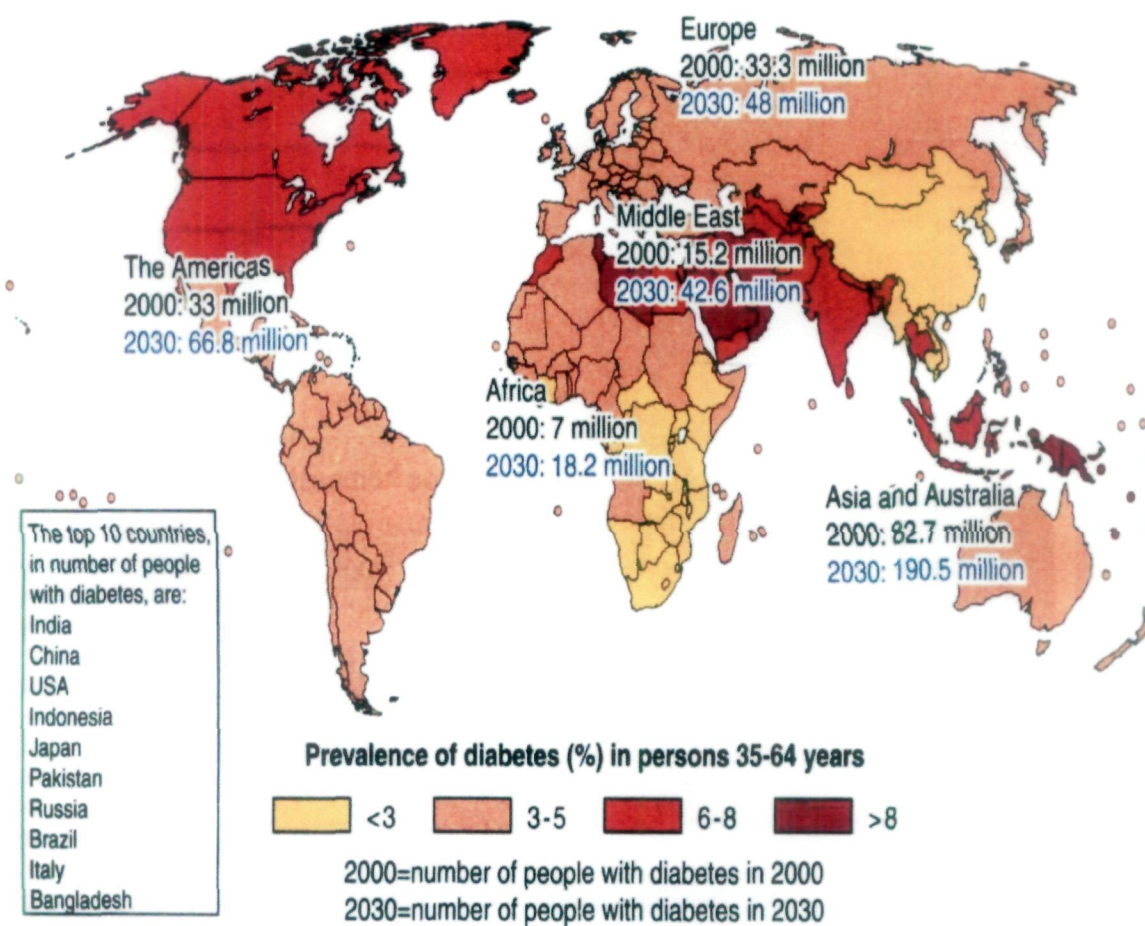 Europe
2000: 33.3 million
2030: 48 million
Middle East
2000: 15.2 million
2030: 42.6 million
The Americas
2000: 33 million
2030: 66.8 million
Africa
2000: 7 million
2030: 18.2 million
Asia and Australia
2000: 82.7 million
2030: 190.5 million
The top 10 countries,
in number of people
with diabetes, are:
India
China
USA
Indonesia
Japan
Pakistan
Russia
Brazil
Italy
Bangladesh
Prevalence of diabetes (%) in persons 35-64 years
<3 3-5 6-8 >8
2000=number of people with diabetes in 2000
2030=number of people with diabetes in 2030